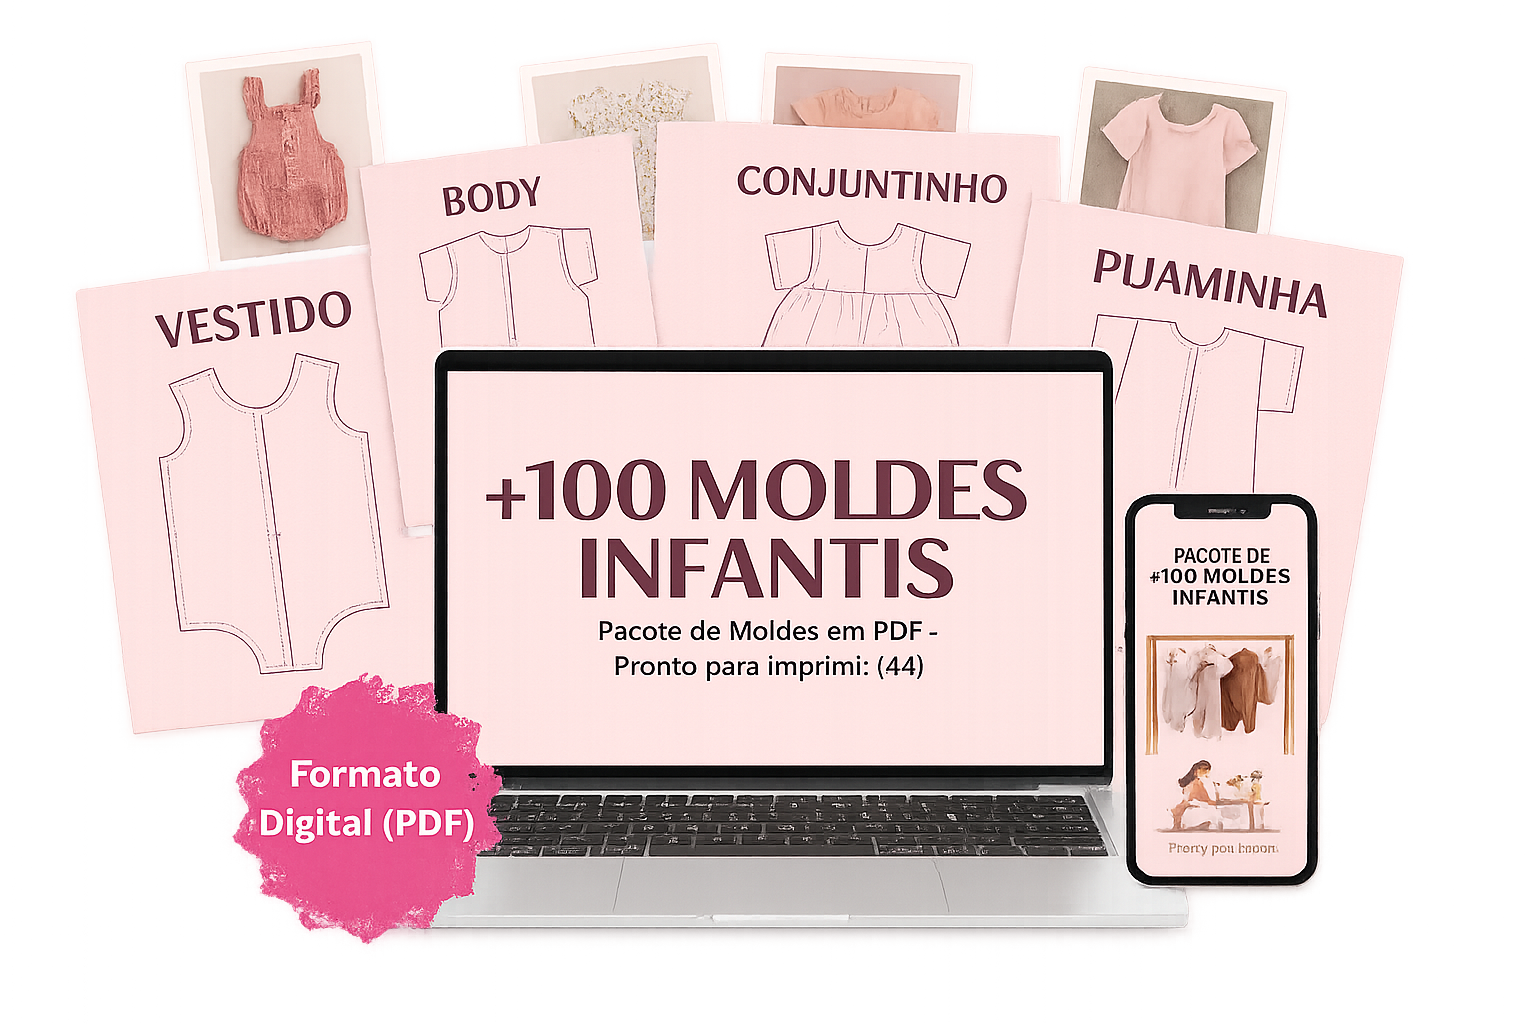 BODY
CONJUNTINHO
VESTIDO
PIJAMINHA
+100 MOLDES
INFANTIS
Pacote de Moldes em PDF -
Pronto para imprimi: (44)
PACOTE DE
+100 MOLDES
INFANTIS
Formato
Digital (PDF)